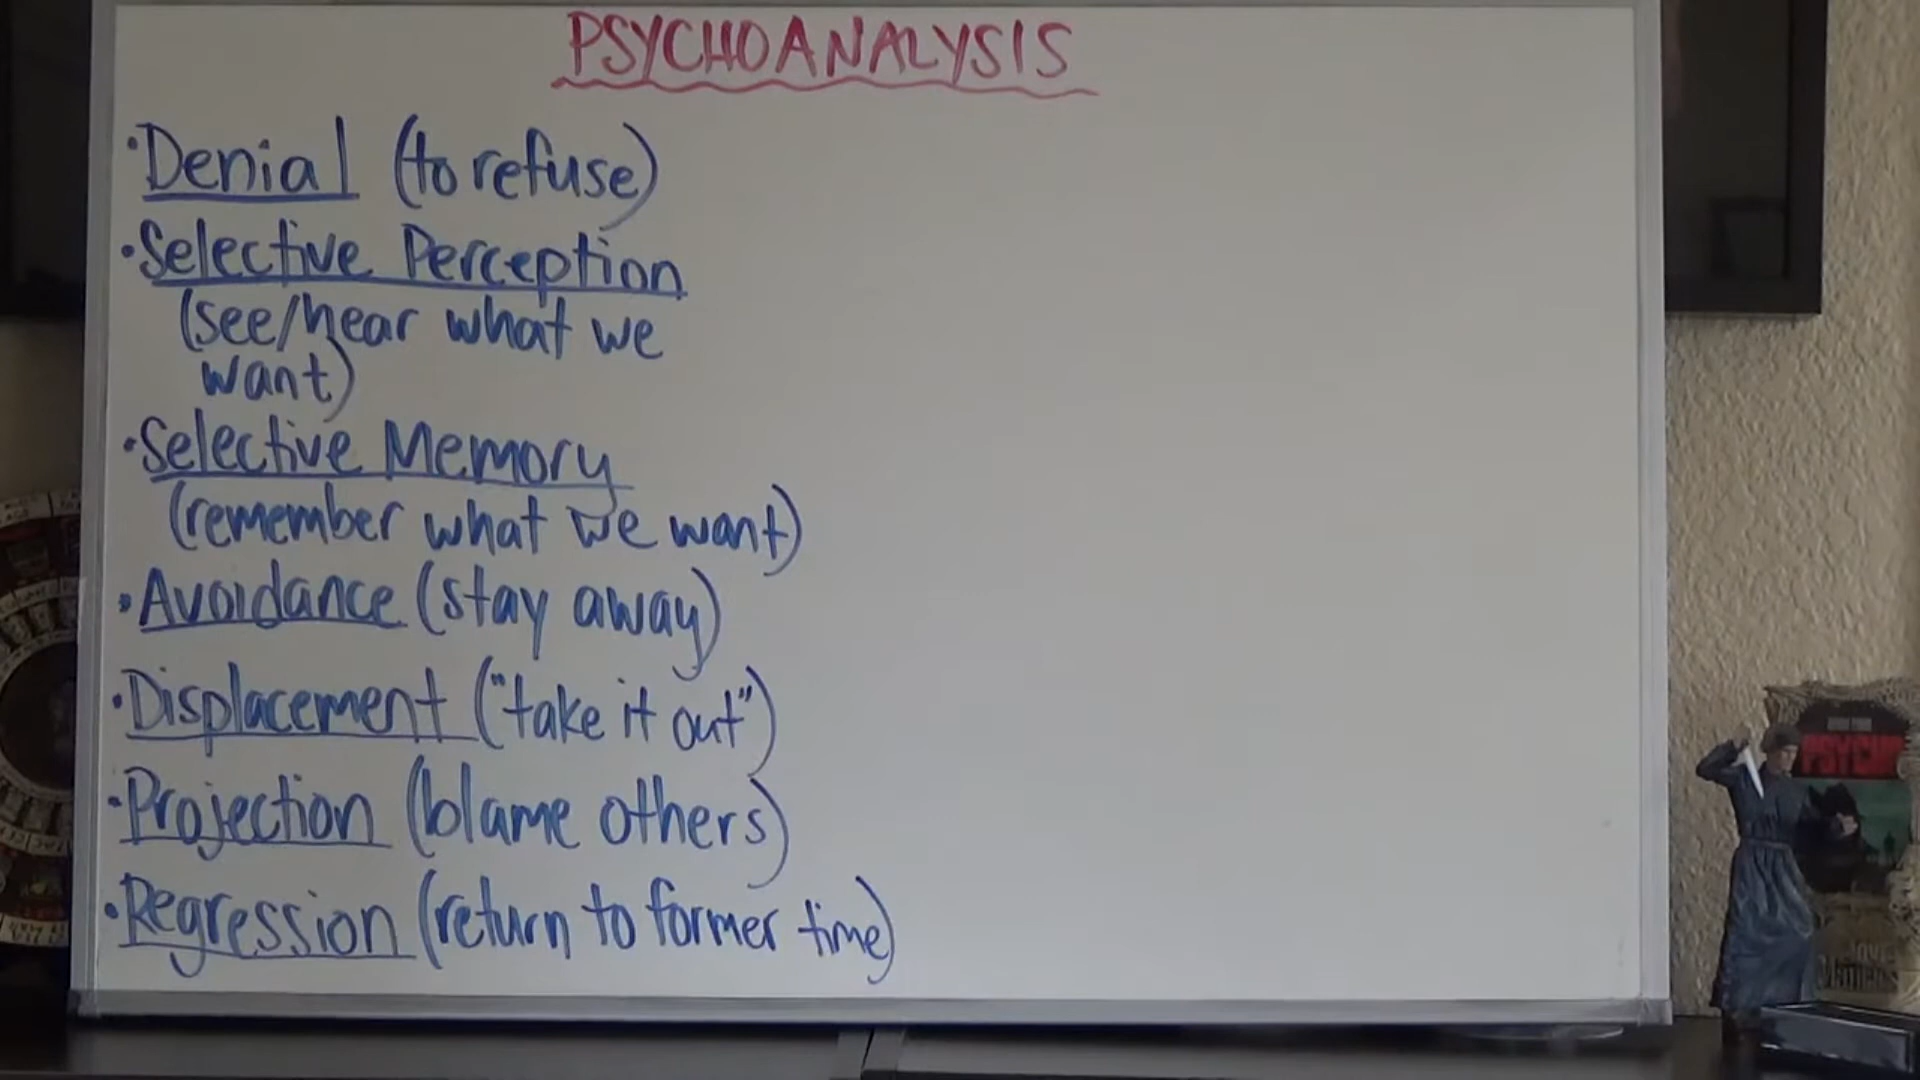 PSYCHOANALYSIS
•Denial (to refuse)
•Selective Perception
(see/hear what we
want)
•Selective Memory
(remember what we want)
•Avoidance (stay away)
•Displacement ("take it out")
•Projection (blame others)
•Regression (return to former time)
PSYCHO